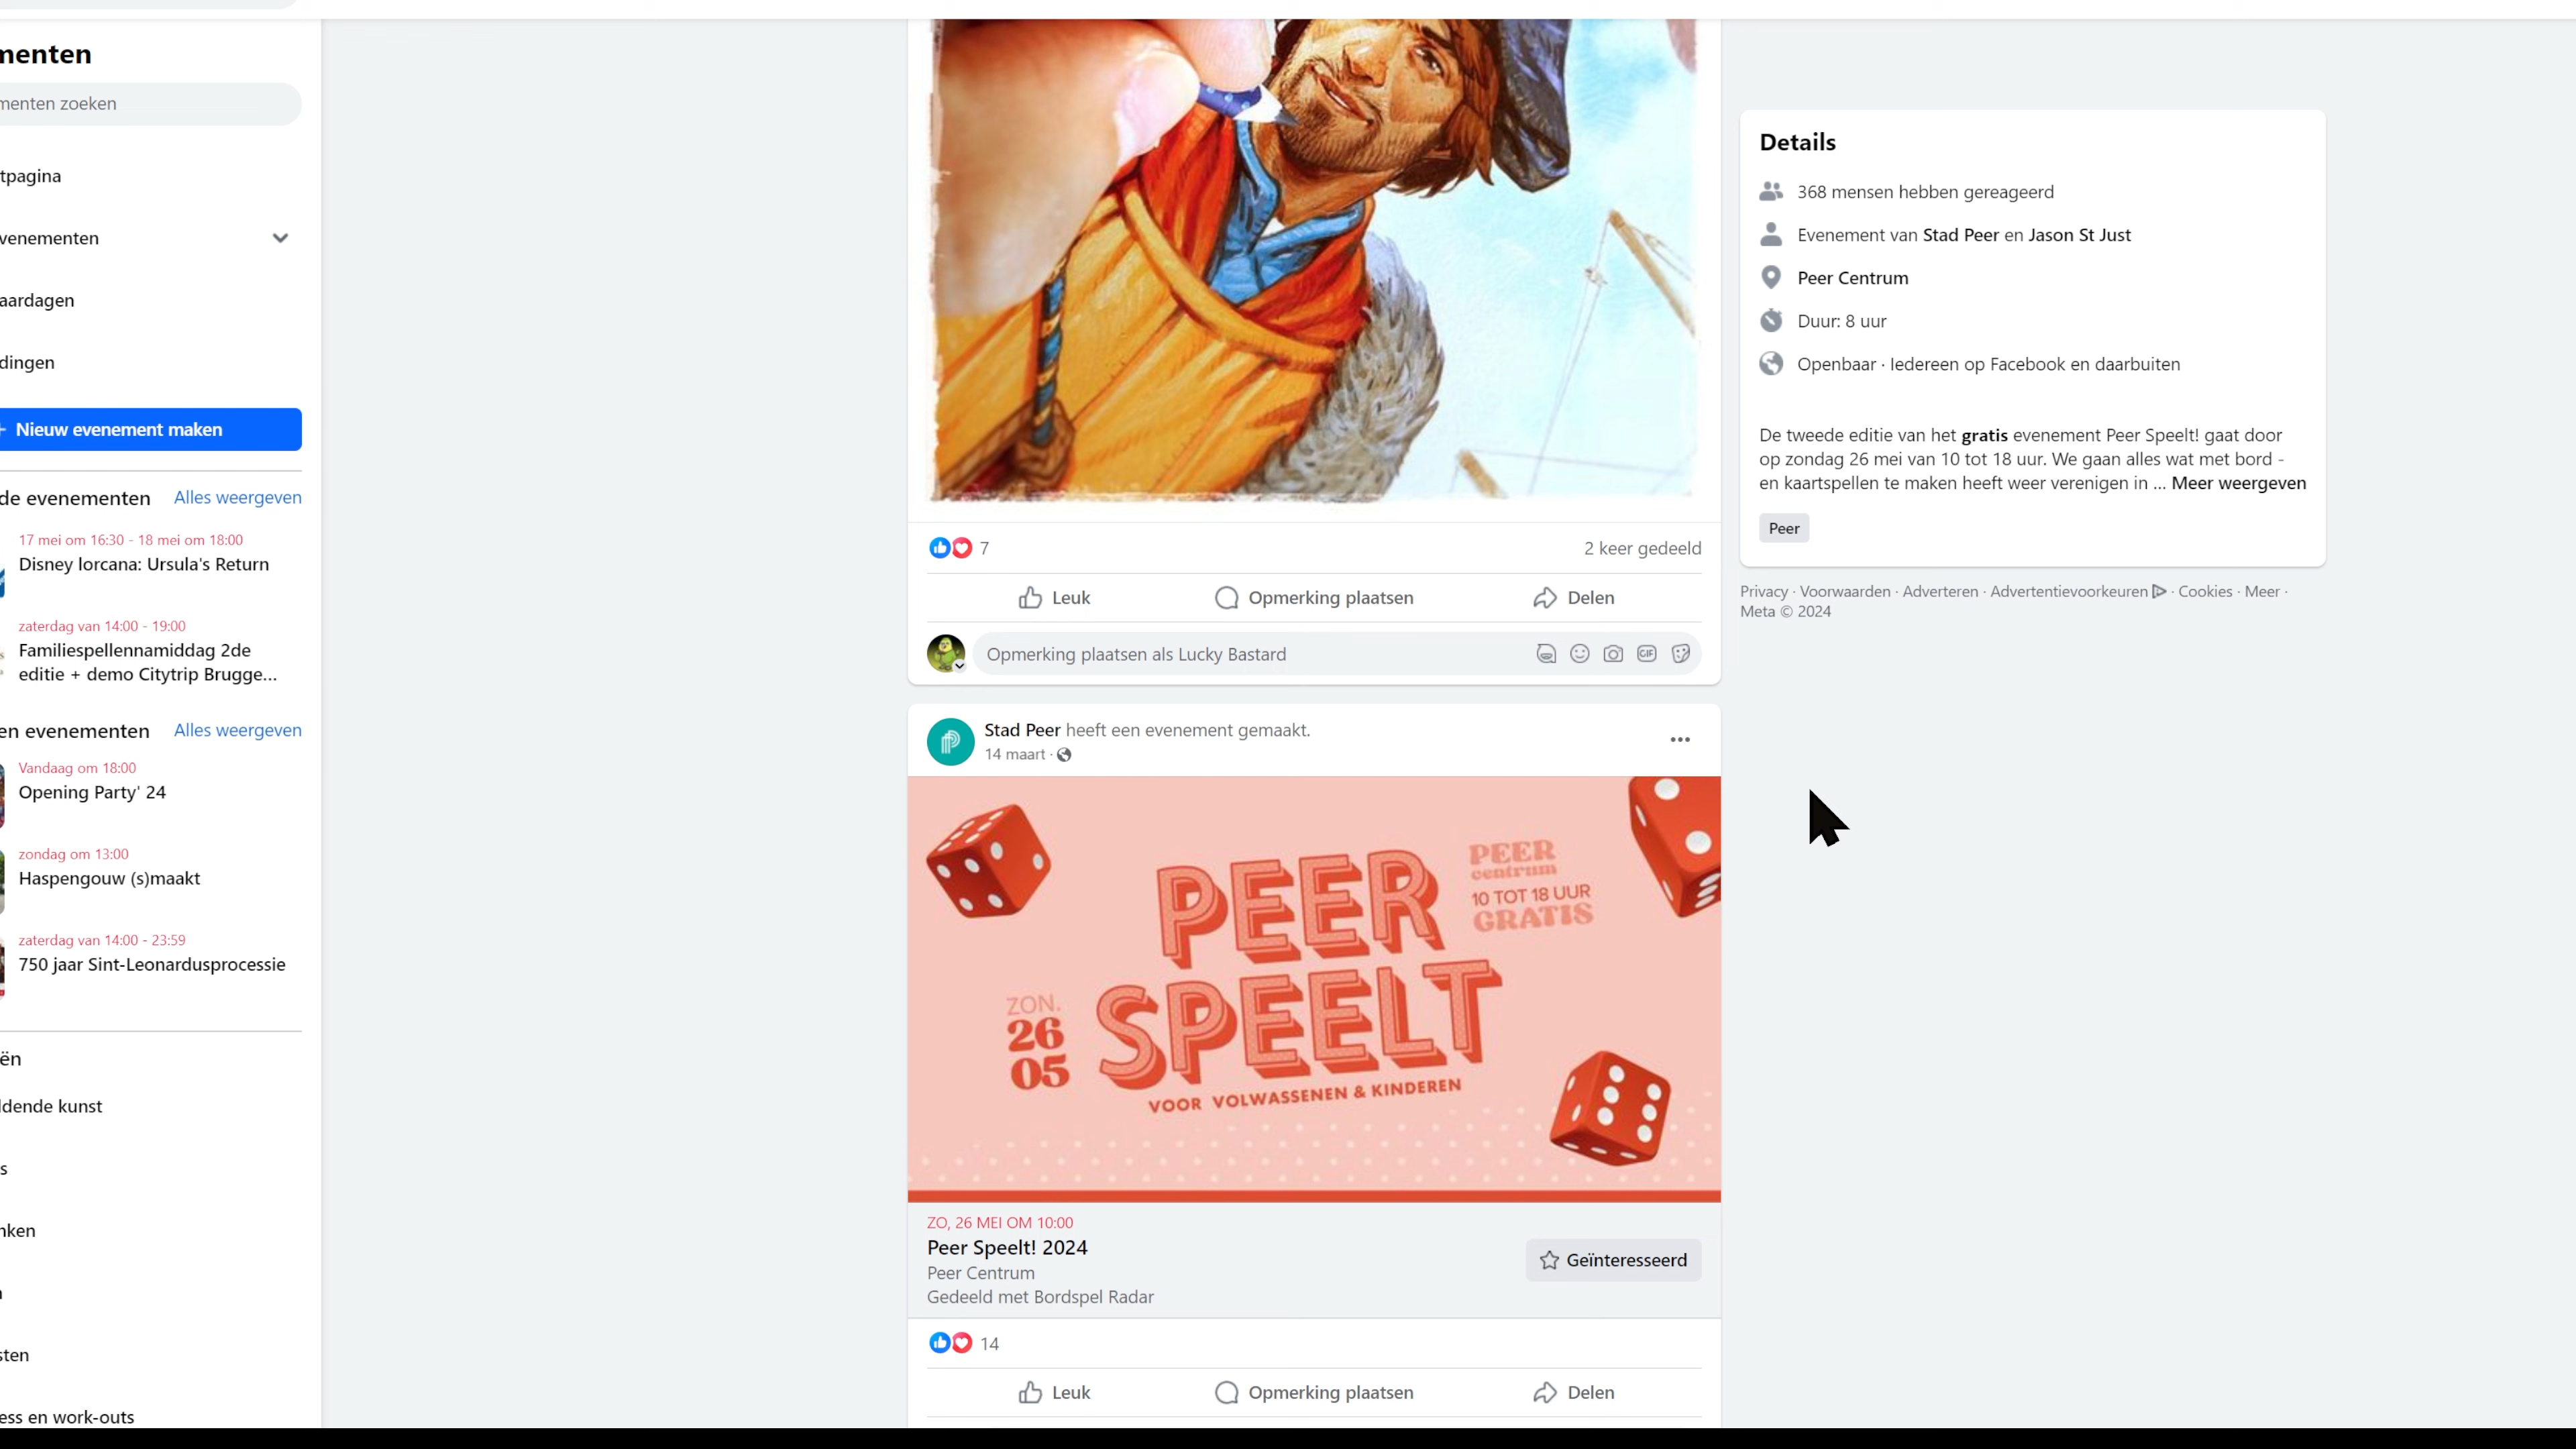 menten
menten zoeken
tpagina
venementen
aardagen
dingen
+ Nieuw evenement maken
de evenementen Alles weergeven
17 mei om 16:30 - 18 mei om 18:00
Disney lorcana: Ursula's Return
zaterdag van 14:00 - 19:00
Familiespellennamiddag 2de
editie + demo Citytrip Brugge...
en evenementen Alles weergeven
Vandaag om 18:00
Opening Party' 24
zondag om 13:00
Haspengouw (s)maakt
zaterdag van 14:00 - 23:59
750 jaar Sint-Leonardusprocessie
ën
ldende kunst
s
nken
sten
ess en work-outs
7 2 keer gedeeld
Leuk Opmerking plaatsen Delen
Opmerking plaatsen als Lucky Bastard GIF
Stad Peer heeft een evenement gemaakt.
14 maart ·
PEER
centrum
10 TOT 18 UUR
GRATIS
PEER
SPEELT
ZON.
26
05
VOOR VOLWASSENEN & KINDEREN
ZO, 26 MEI OM 10:00
Peer Speelt! 2024
Peer Centrum
Gedeeld met Bordspel Radar
Geïnteresseerd
14
Leuk Opmerking plaatsen Delen
Details
368 mensen hebben gereageerd
Evenement van Stad Peer en Jason St Just
Peer Centrum
Duur: 8 uur
Openbaar · Iedereen op Facebook en daarbuiten
De tweede editie van het gratis evenement Peer Speelt! gaat door
op zondag 26 mei van 10 tot 18 uur. We gaan alles wat met bord -
en kaartspellen te maken heeft weer verenigen in ... Meer weergeven
Peer
Privacy · Voorwaarden · Adverteren · Advertentievoorkeuren · Cookies · Meer ·
Meta © 2024